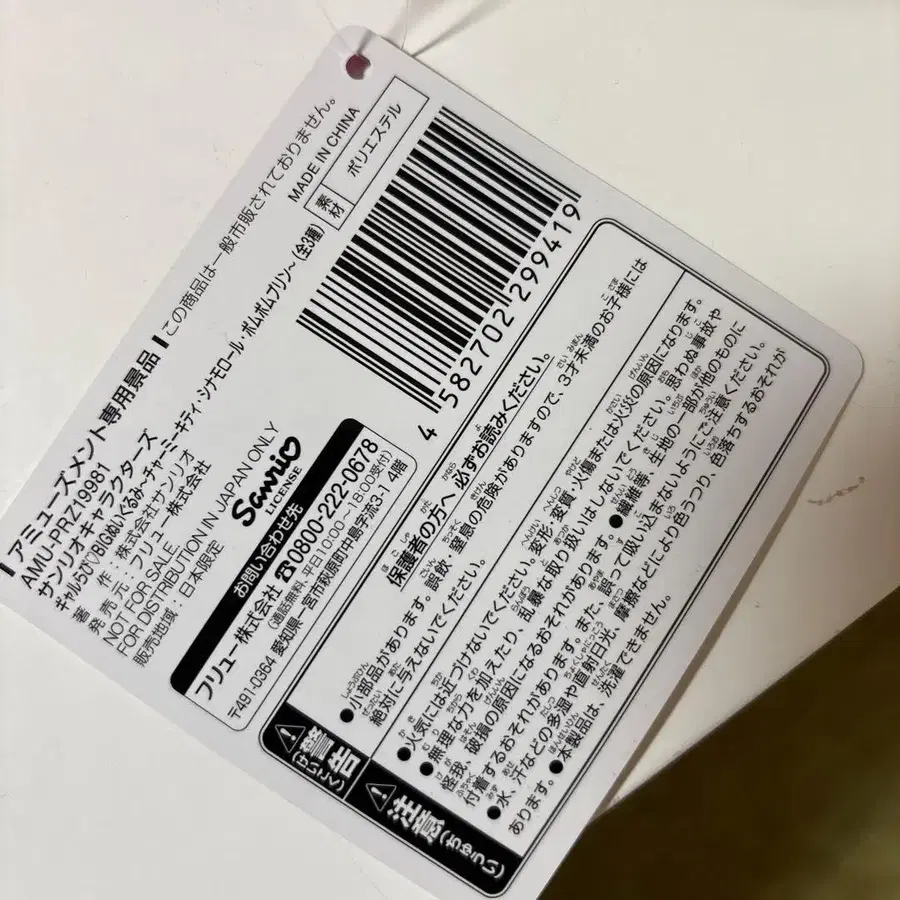 アミューズメント専用景品
この商品は一般市販されておりません。
AMU-PRZ19981
サンリオキャラクターズ
ギャルらぴ♡BIGぬいぐるみ~チャーミーキティ・シナモロール・ポムポムプリン~(全3種)
著作:株式会社サンリオ
発売元:フリュー株式会社
NOT FOR SALE.
FOR DISTRIBUTION IN JAPAN ONLY
販売地域:日本限定
MADE IN CHINA
素材
ポリエステル
4 582702 299419
Sanrio
LICENSE
お問い合わせ先
フリュー株式会社 ☎0800-222-0678
(通話無料、平日10:00~18:00受付)
〒491-0364 愛知県一宮市萩原町中島字流3-1 4階
警告
(けいこく)
保護者の方へ 必ずお読みください。
●小部品があります。誤飲・窒息の危険がありますので、3才未満のお子様には
絶対に与えないでください。
注意(ちゅうい)
●火気には近づけないでください。変形・変質・火傷または火災の原因になります。
●無理な力を加えたり、乱暴な取り扱いはしないでください。思わぬ事故や
怪我、破損の原因になるおそれがあります。●繊維等、生地の一部が他のものに
付着するおそれがあります。また、誤って吸い込まないようにご注意ください。
●水、汗などの多湿や直射日光、摩擦などにより色うつり、色落ちするおそれが
あります。●本製品は、洗濯できません。